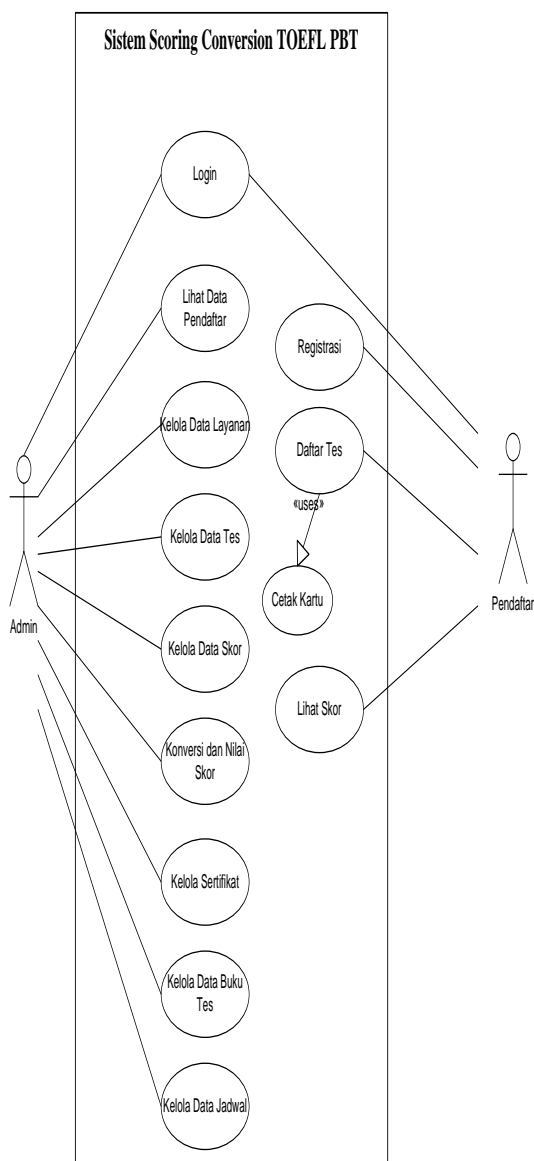 Sistem Scoring Conversion TOEFL PBT
Login
Lihat Data
Pendaftar
Registrasi
Kelola Data Layanan
Daftar Tes
«uses»
Kelola Data Tes
Cetak Kartu
Admin
Pendaftar
Kelola Data Skor
Lihat Skor
Konversi dan Nilai
Skor
Kelola Sertifikat
Kelola Data Buku
Tes
Kelola Data Jadwal